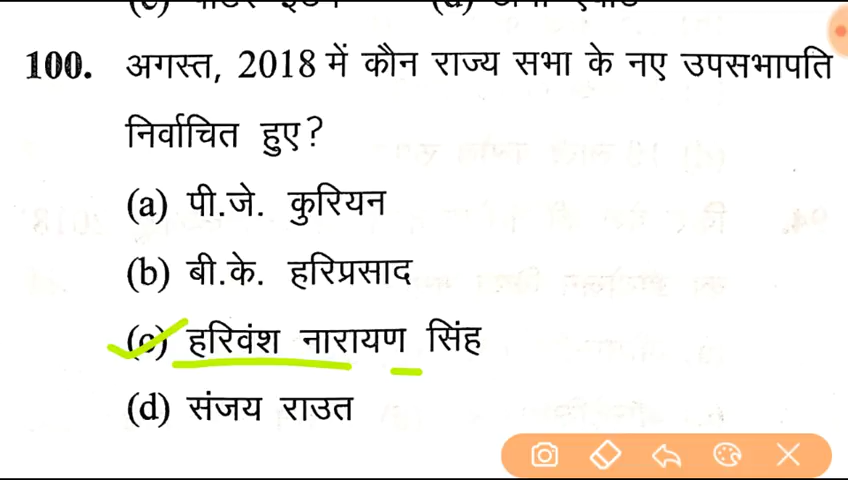 100. अगस्त, 2018 में कौन राज्य सभा के नए उपसभापति
निर्वाचित हुए?
(a) पी.जे. कुरियन
(b) बी.के. हरिप्रसाद
(c) हरिवंश नारायण सिंह
(d) संजय राउत